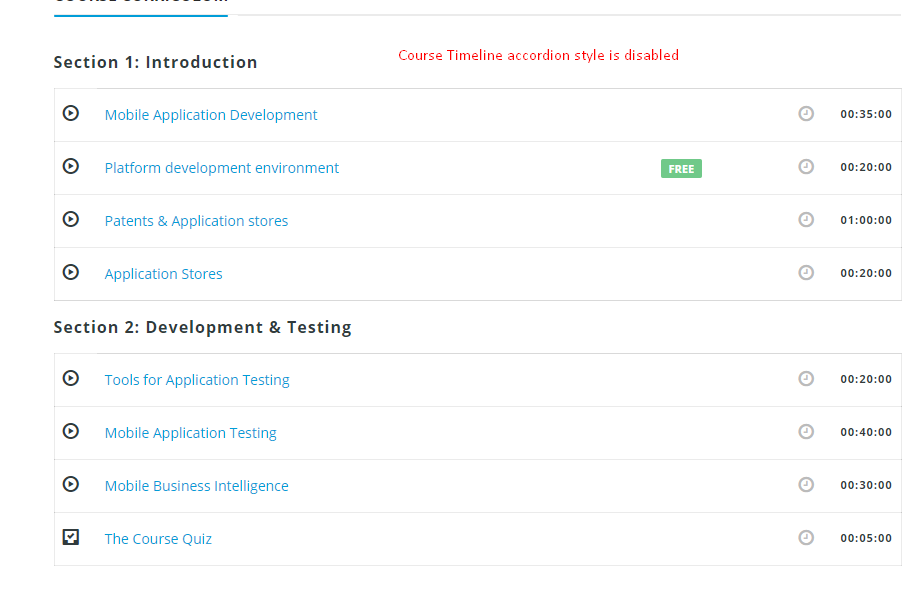 COURSE CURRICULUM
Section 1: Introduction
Course Timeline accordion style is disabled
Mobile Application Development 00:35:00
Platform development environment FREE 00:20:00
Patents & Application stores 01:00:00
Application Stores 00:20:00
Section 2: Development & Testing
Tools for Application Testing 00:20:00
Mobile Application Testing 00:40:00
Mobile Business Intelligence 00:30:00
The Course Quiz 00:05:00